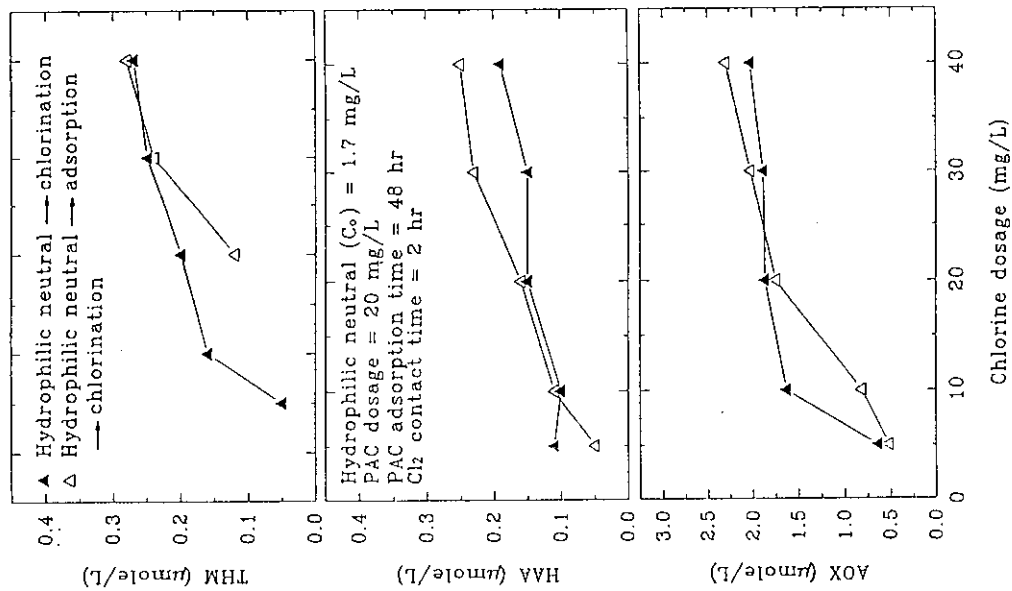 ▲ Hydrophilic neutral → chlorination
△ Hydrophilic neutral → adsorption
→ chlorination
THM (μmole/L)
0.4
0.3
0.2
0.1
0.0
Hydrophilic neutral (C₀) = 1.7 mg/L
PAC dosage = 20 mg/L
PAC adsorption time = 48 hr
Cl₂ contact time = 2 hr
HAA (μmole/L)
0.4
0.3
0.2
0.1
0.0
AOX (μmole/L)
2.5
2.0
1.5
1.0
0.5
0.0
0 10 20 30 40
Chlorine dosage (mg/L)